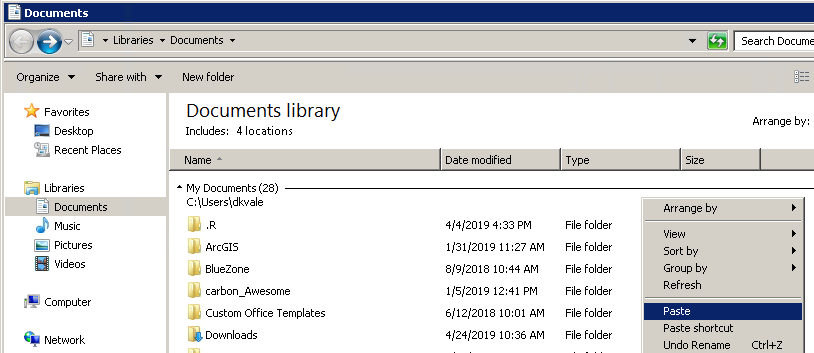 Documents
Libraries Documents
Search Docume
Organize Share with New folder
Favorites
Desktop
Recent Places
Libraries
Documents
Music
Pictures
Videos
Computer
Network
Documents library
Includes: 4 locations
Arrange by:
Name Date modified Type Size
My Documents (28)
C:\Users\dkvale
.R 4/4/2019 4:33 PM File folder
ArcGIS 1/31/2019 11:27 AM File folder
BlueZone 8/9/2018 10:44 AM File folder
carbon_Awesome 1/5/2019 12:41 PM File folder
Custom Office Templates 6/12/2018 10:01 AM File folder
Downloads 4/24/2019 10:36 AM File folder
Arrange by
View
Sort by
Group by
Refresh
Paste
Paste shortcut
Undo Rename Ctrl+Z